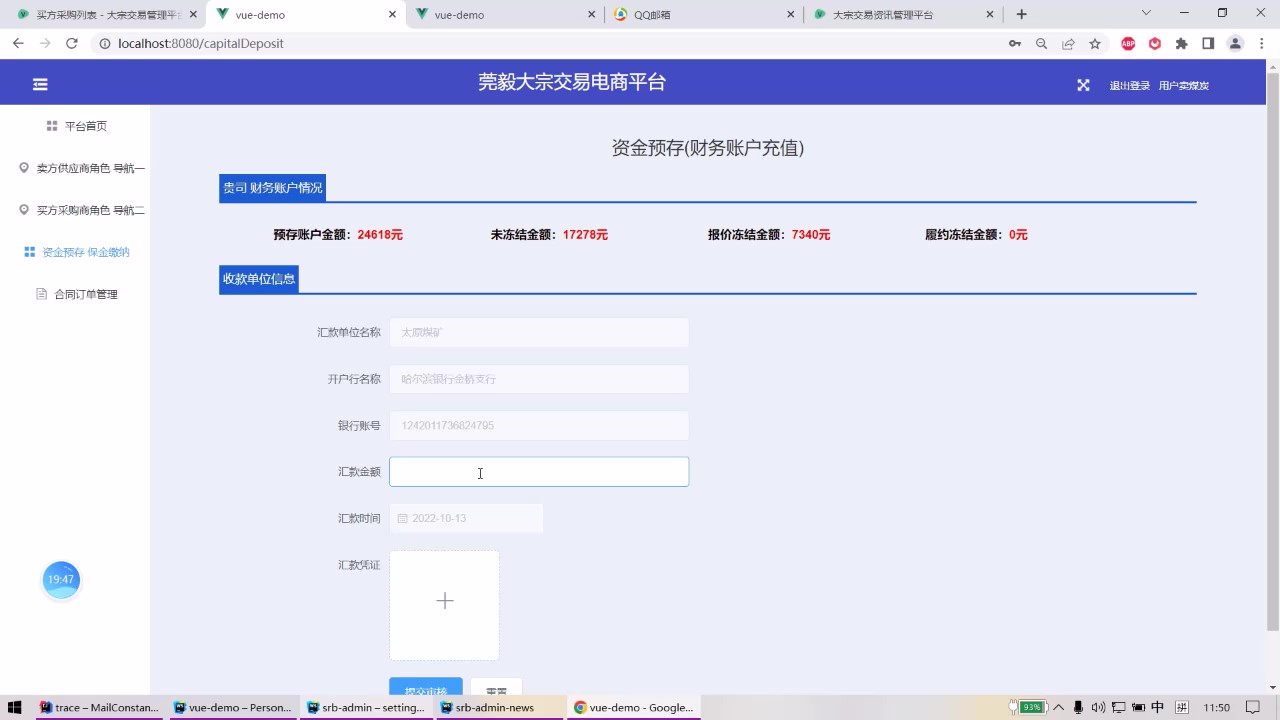 买方采购列表 - 大宗交易管理平
vue-demo
vue-demo
QQ邮箱
大宗交易资讯管理平台
localhost:8080/capitalDeposit
莞毅大宗交易电商平台
退出登录 用户卖煤炭
平台首页
卖方供应商角色 导航一
买方采购商角色 导航二
资金预存 保金缴纳
合同订单管理
资金预存(财务账户充值)
贵司 财务账户情况
预存账户金额：24618元 未冻结金额：17278元 报价冻结金额：7340元 履约冻结金额：0元
收款单位信息
汇款单位名称 太原煤矿
开户行名称 哈尔滨银行金桥支行
银行账号 1242011736824795
汇款金额
汇款时间 2022-10-13
汇款凭证
提交审核 重置
19:47
trace – MailConstan...
vue-demo – Person...
srb-admin – setting...
srb-admin-news
vue-demo - Google...
93%
中
拼
11:50